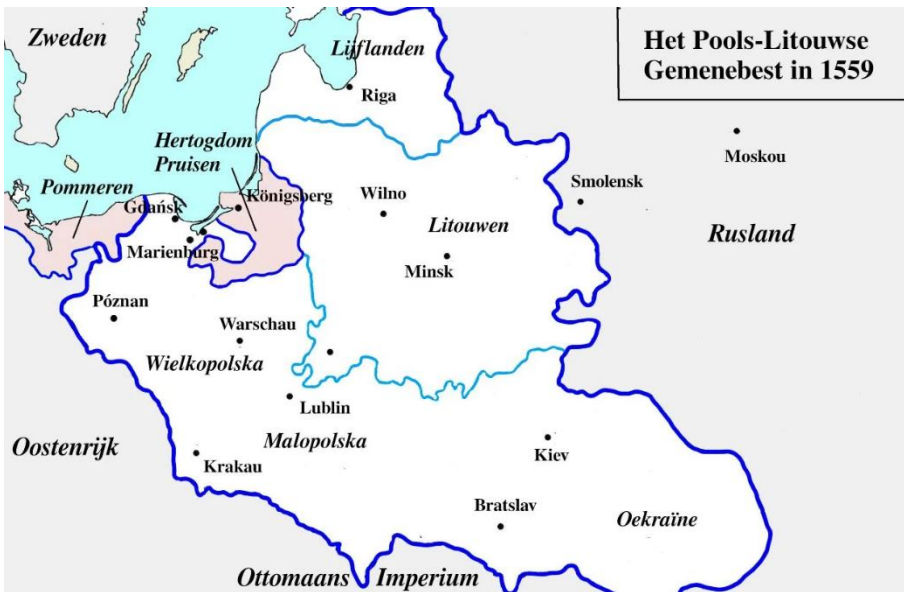 Zweden
Lijflanden
Het Pools-Litouwse
Gemenebest in 1559
Riga
Moskou
Hertogdom
Pruisen
Pommeren
Smolensk
Königsberg
Wilno
Gdańsk
Litouwen
Rusland
Marienburg
Minsk
Póznan
Warschau
Wielkopolska
Lublin
Malopolska
Oostenrijk
Krakau
Kiev
Bratslav
Oekraïne
Ottomaans Imperium